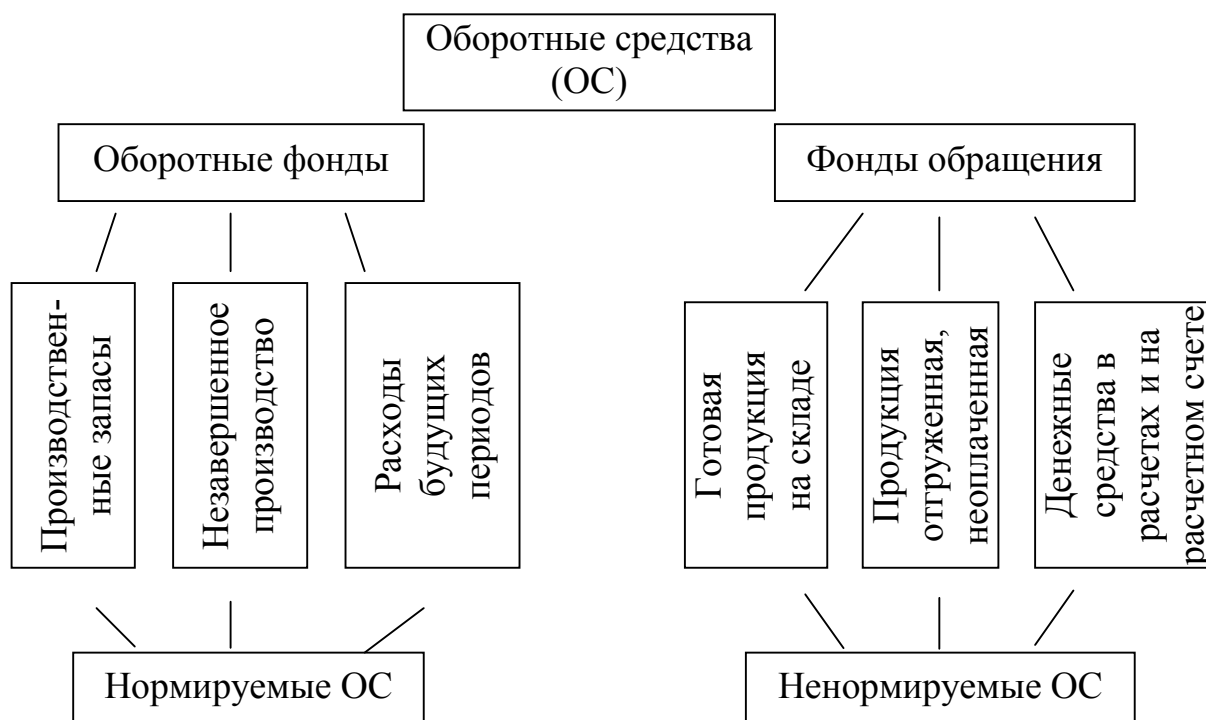 Оборотные средства
(ОС)
Оборотные фонды
Фонды обращения
Производствен-
ные запасы
Незавершенное
производство
Расходы
будущих
периодов
Готовая
продукция
на складе
Продукция
отгруженная,
неоплаченная
Денежные
средства в
расчетах и на
расчетном счете
Нормируемые ОС
Ненормируемые ОС